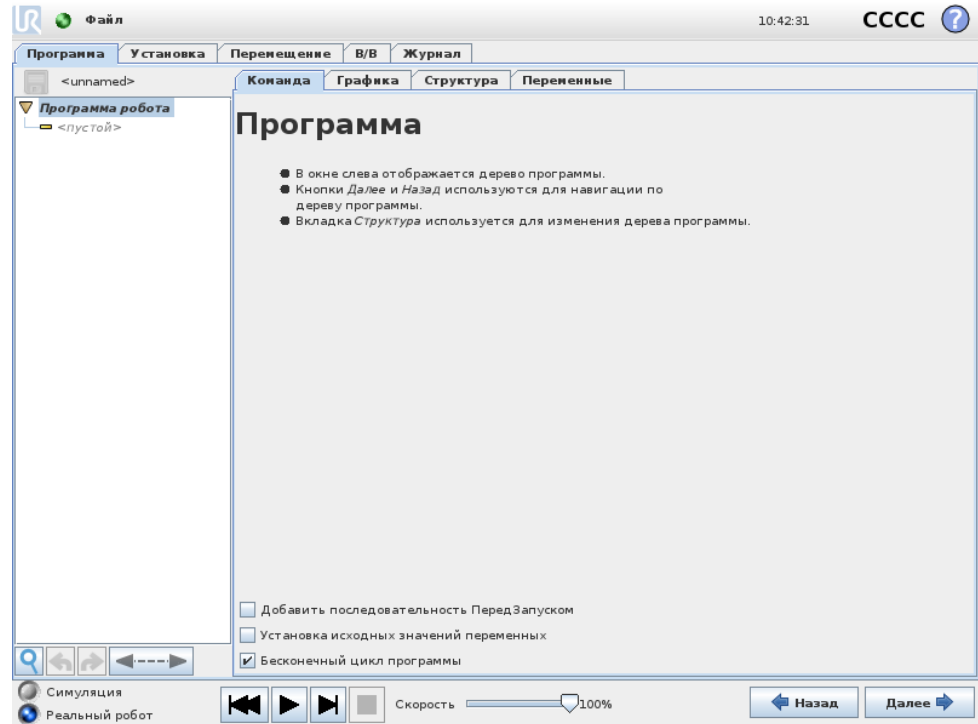 Файл
10:42:31
CCCC
?
Программа Установка Перемещение В/В Журнал
<unnamed>
Команда Графика Структура Переменные
Программа робота
<пустой>
Программа
В окне слева отображается дерево программы.
Кнопки Далее и Назад используются для навигации по
дереву программы.
Вкладка Структура используется для изменения дерева программы.
Добавить последовательность ПередЗапуском
Установка исходных значений переменных
Бесконечный цикл программы
Симуляция
Реальный робот
Скорость 100%
Назад
Далее